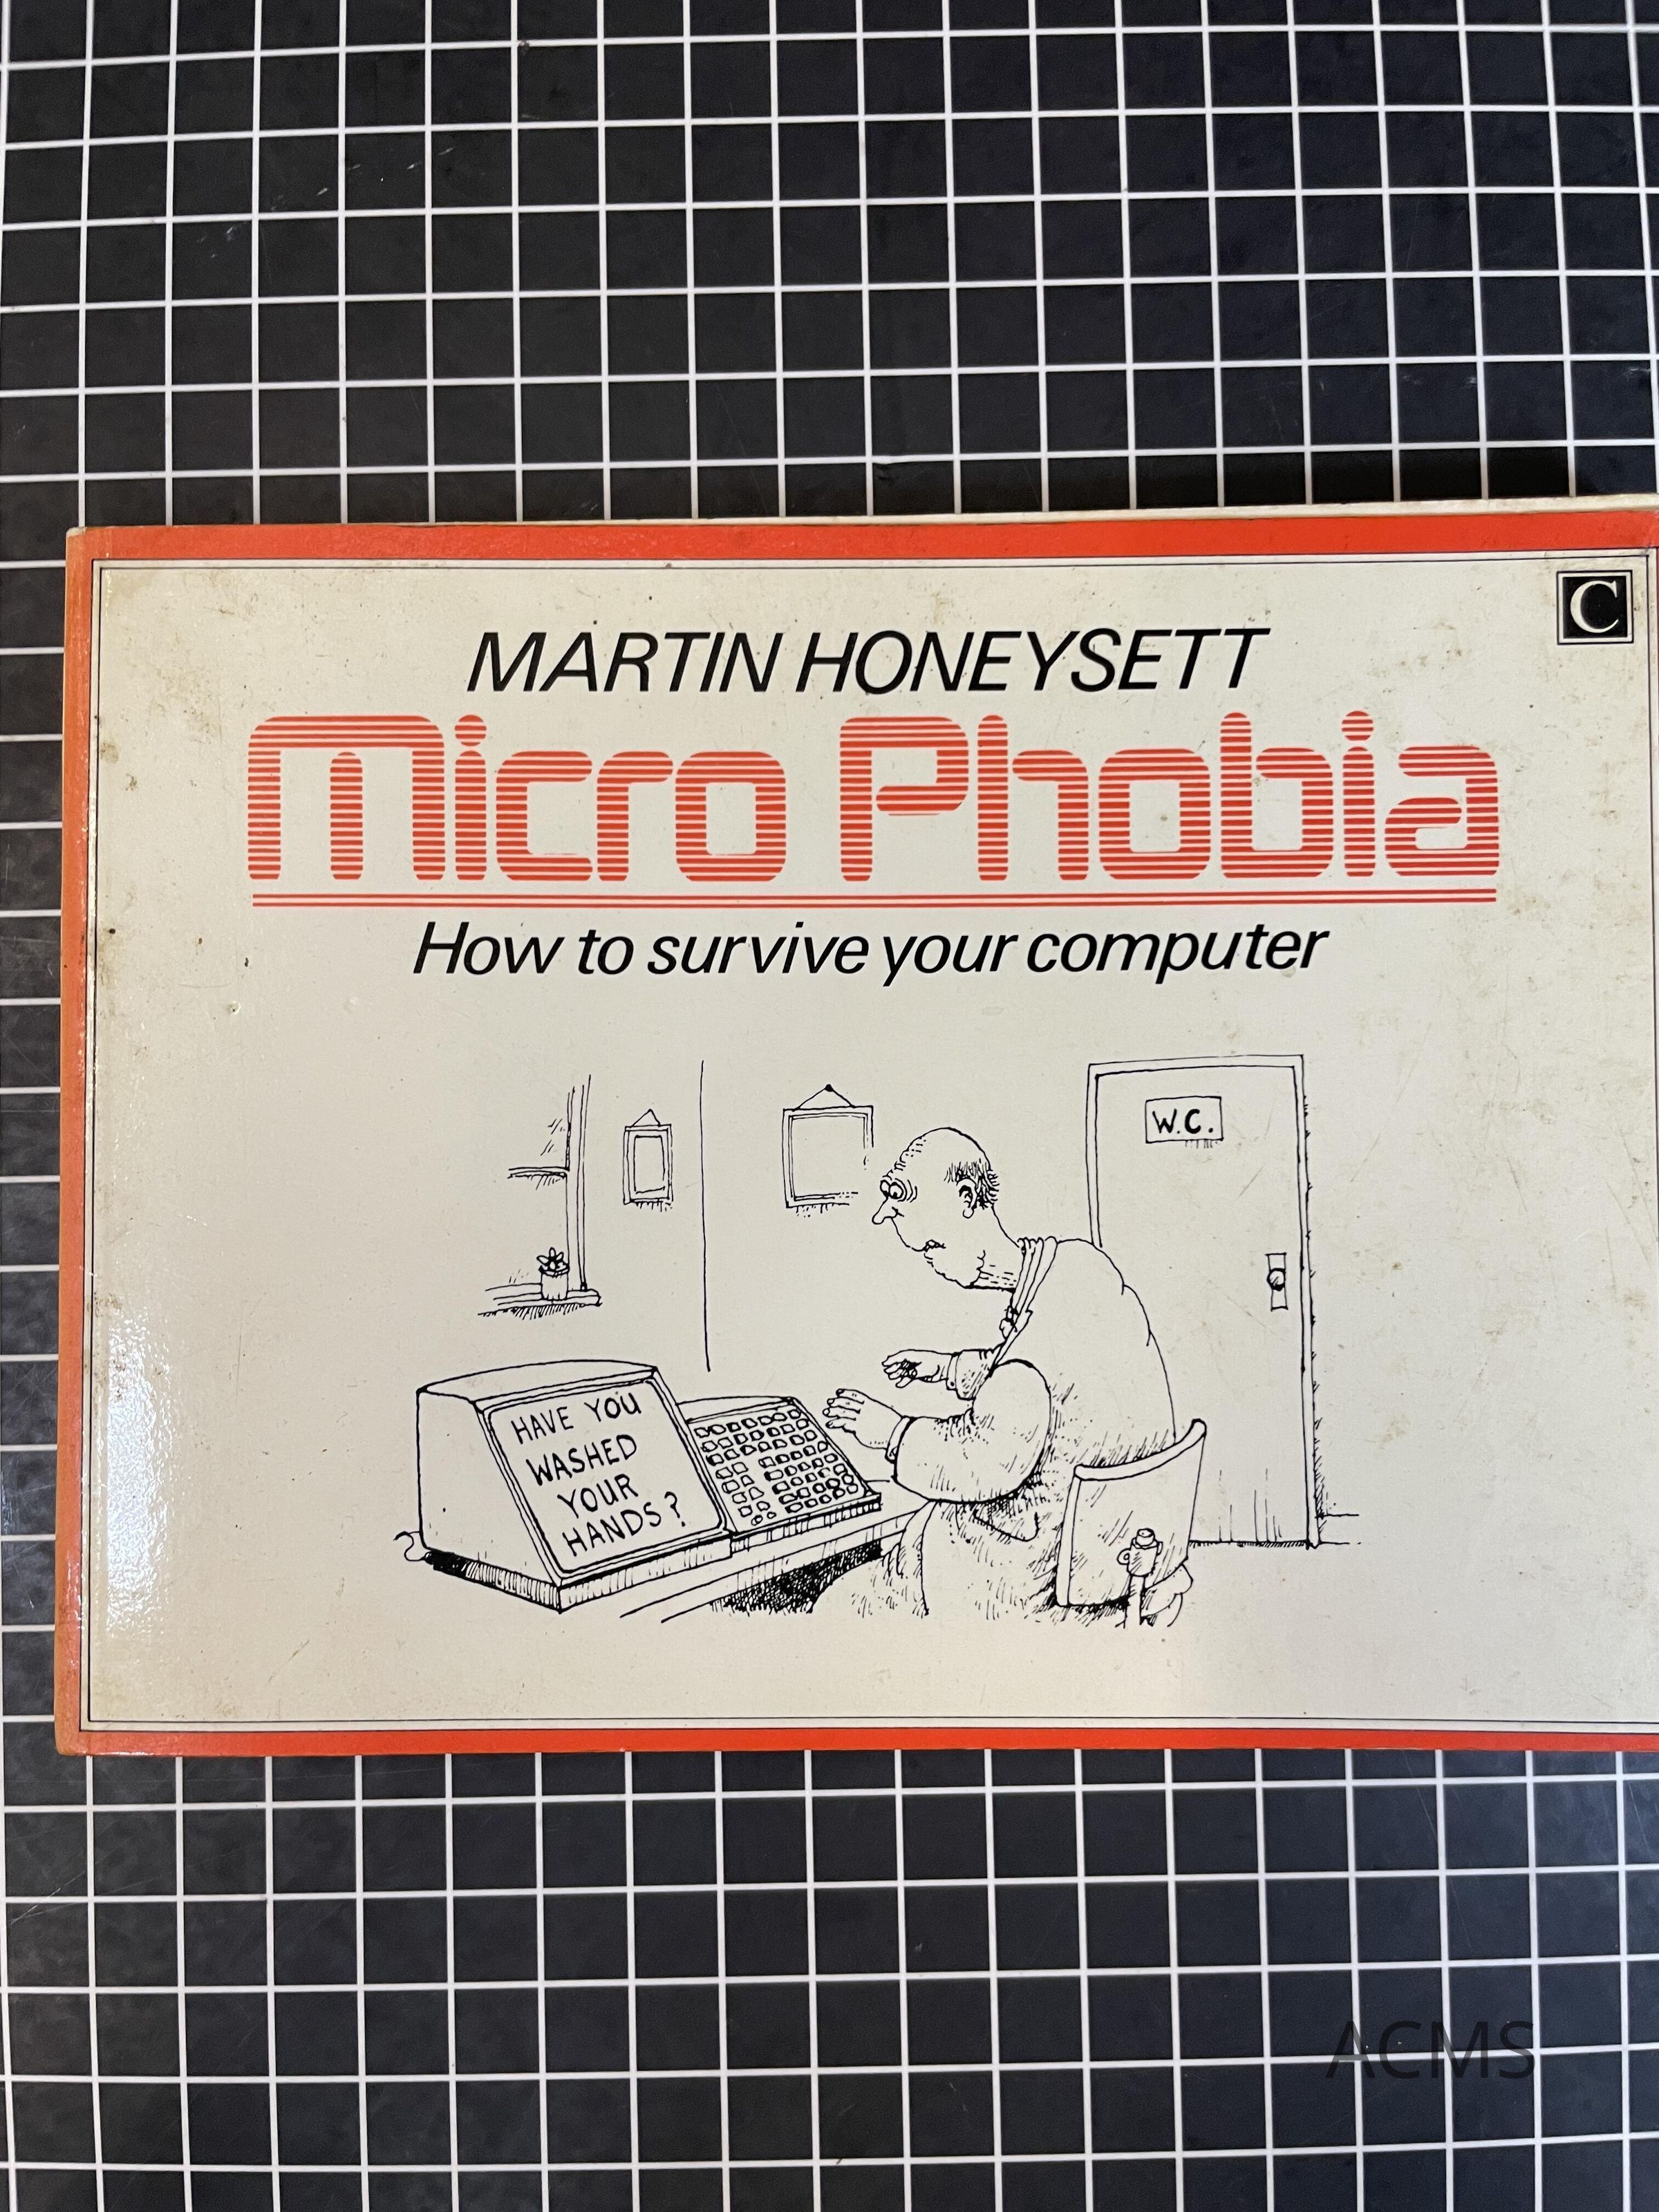 C
MARTIN HONEYSETT
Micro Phobia
How to survive your computer
W.C.
HAVE YOU
WASHED
YOUR
HANDS?
ACMS